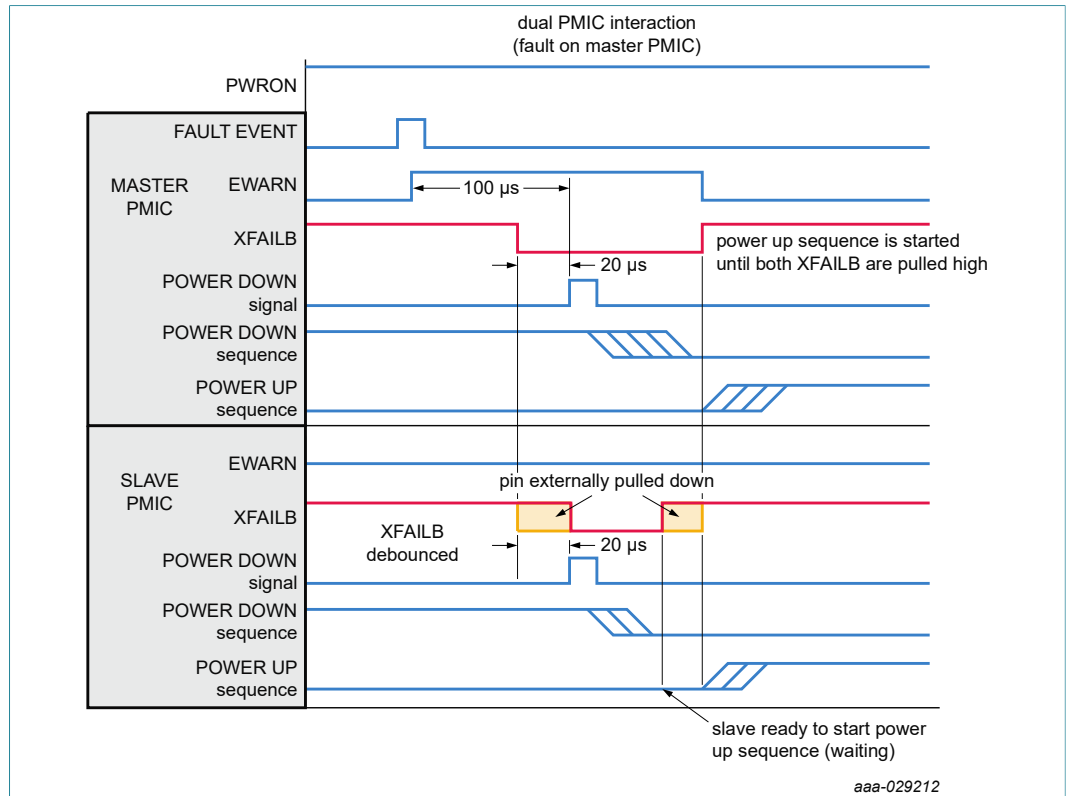 dual PMIC interaction
(fault on master PMIC)
PWRON
MASTER
PMIC
FAULT EVENT
EWARN
100 µs
XFAILB
power up sequence is started
until both XFAILB are pulled high
20 µs
POWER DOWN
signal
POWER DOWN
sequence
POWER UP
sequence
SLAVE
PMIC
EWARN
pin externally pulled down
XFAILB
XFAILB
debounced
20 µs
POWER DOWN
signal
POWER DOWN
sequence
POWER UP
sequence
slave ready to start power
up sequence (waiting)
aaa-029212